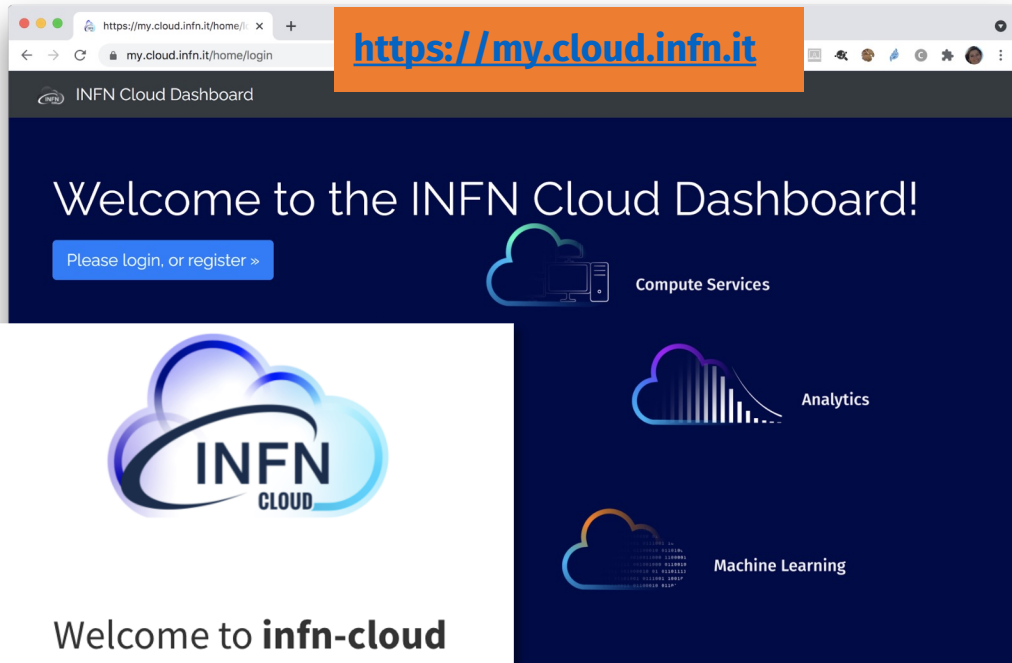 https://my.cloud.infn.it/home/lo
https://my.cloud.infn.it
my.cloud.infn.it/home/login
INFN
INFN Cloud Dashboard
Welcome to the INFN Cloud Dashboard!
Please login, or register »
Compute Services
Analytics
INFN
CLOUD
Machine Learning
Welcome to infn-cloud